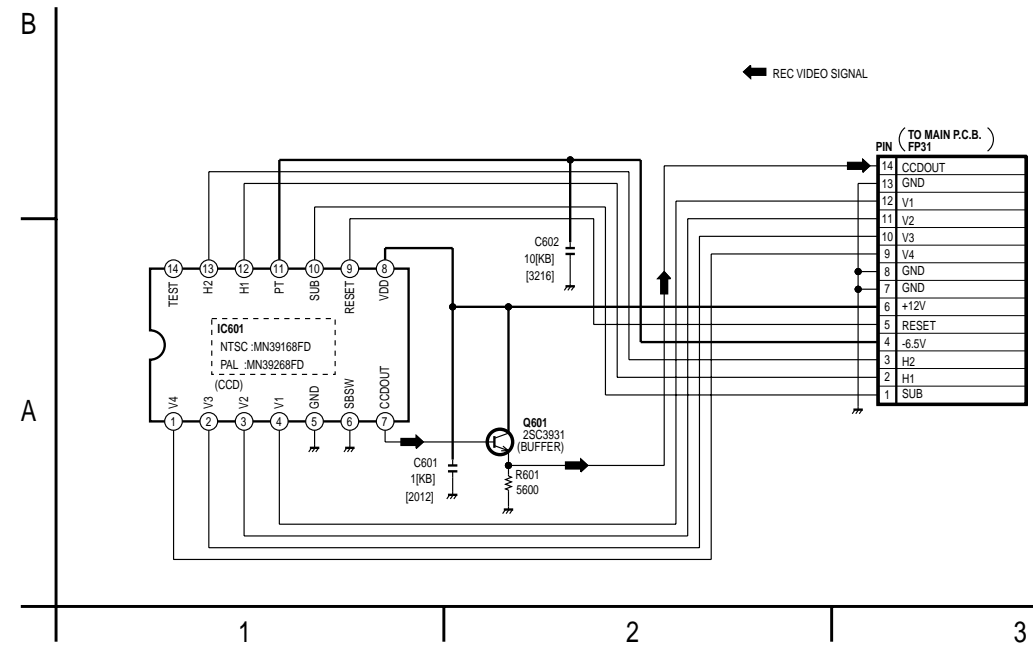 B
REC VIDEO SIGNAL
PIN ( TO MAIN P.C.B. )
FP31
14 CCDOUT
13 GND
12 V1
11 V2
10 V3
9 V4
8 GND
7 GND
6 +12V
5 RESET
4 -6.5V
3 H2
2 H1
1 SUB
C602
10[KB]
[3216]
14 13 12 11 10 9 8
TEST H2 H1 PT SUB RESET VDD
IC601
NTSC :MN39168FD
PAL :MN39268FD
(CCD)
V4 V3 V2 V1 GND SBSW CCDOUT
1 2 3 4 5 6 7
A
Q601
2SC3931
(BUFFER)
C601
1[KB]
[2012]
R601
5600
1 2 3